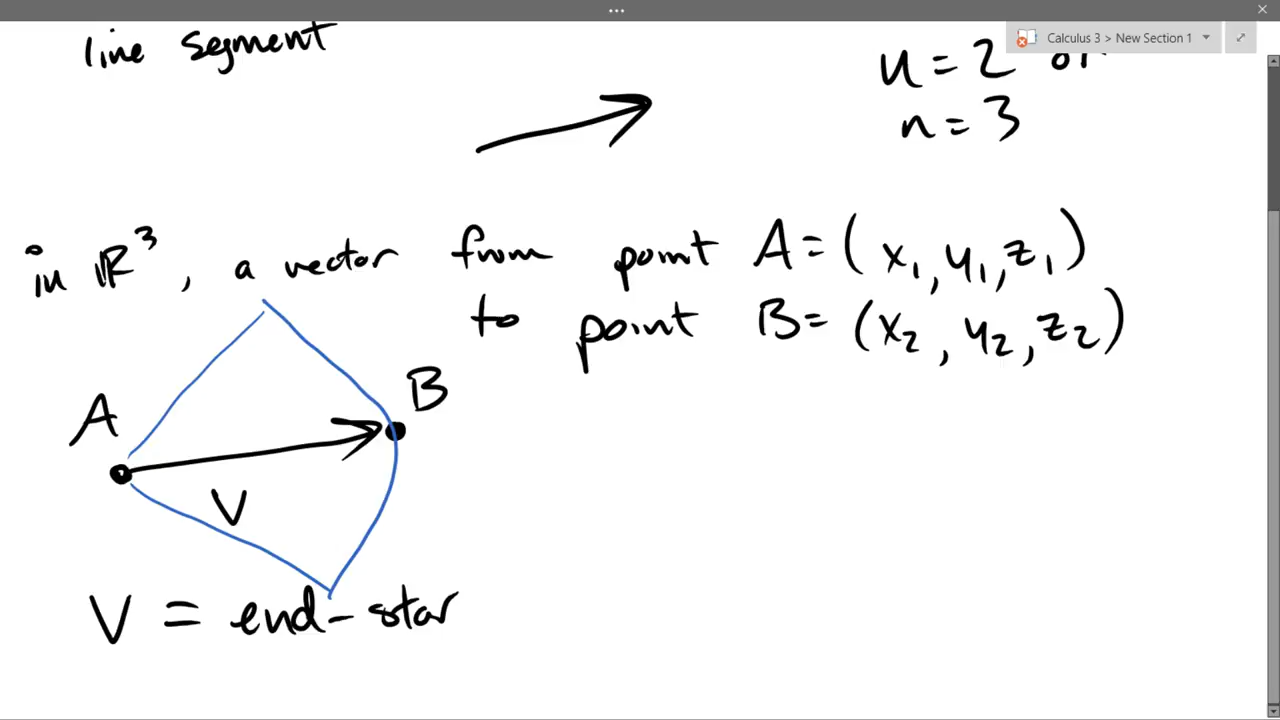 line segment
Calculus 3 > New Section 1
n = 2 or
n = 3
in ℝ³, a vector from point A = (x₁, y₁, z₁)
to point B = (x₂, y₂, z₂)
A
B
V
V = end - star